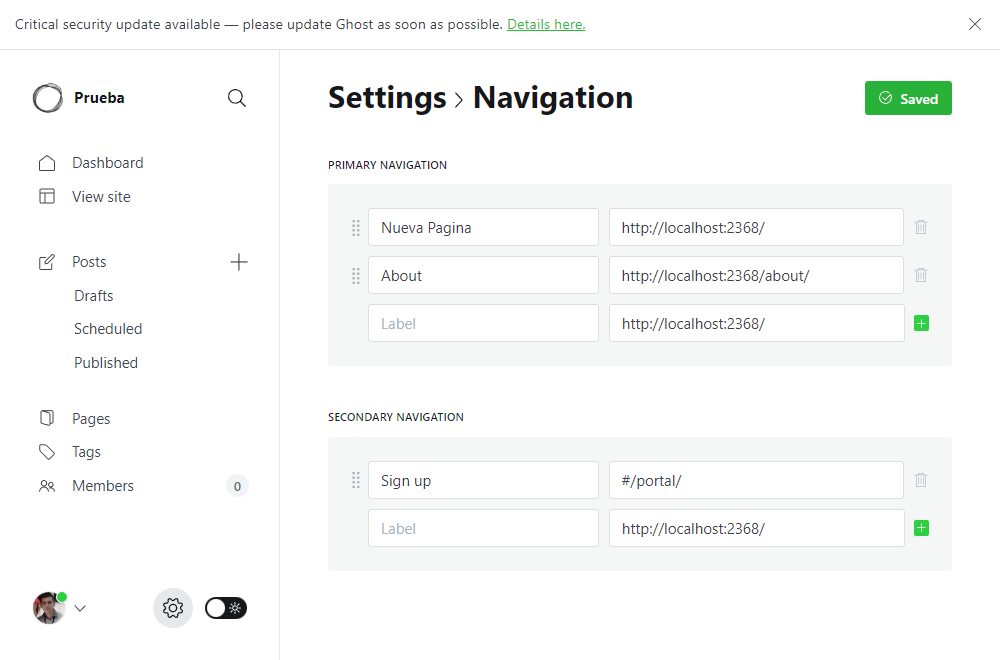 Critical security update available — please update Ghost as soon as possible. Details here.
Prueba
Settings > Navigation
Saved
Dashboard
View site
Posts
Drafts
Scheduled
Published
Pages
Tags
Members
0
PRIMARY NAVIGATION
Nueva Pagina http://localhost:2368/
About http://localhost:2368/about/
Label http://localhost:2368/
SECONDARY NAVIGATION
Sign up #/portal/
Label http://localhost:2368/